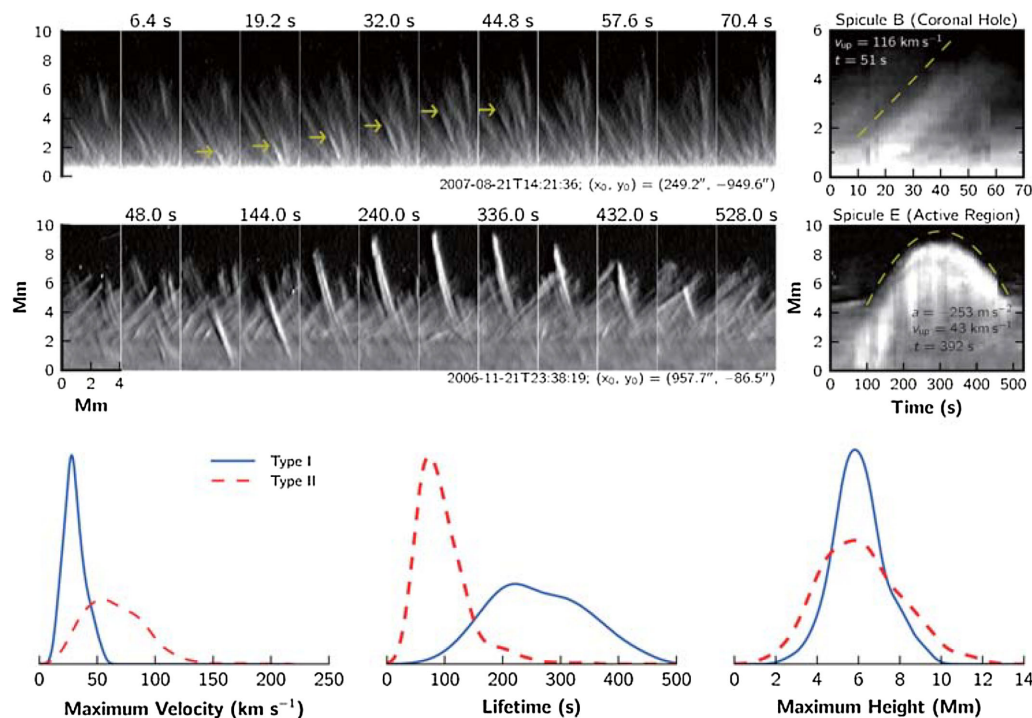 6.4 s 19.2 s 32.0 s 44.8 s 57.6 s 70.4 s
10
8
6
4
2
0
2007-08-21T14:21:36; (x₀, y₀) = (249.2″, −949.6″)
Spicule B (Coronal Hole)
v_up = 116 km s⁻¹
t = 51 s
6
4
2
0
0 10 20 30 40 50 60 70
48.0 s 144.0 s 240.0 s 336.0 s 432.0 s 528.0 s
Mm
10
8
6
4
2
0
0 2 4
Mm
2006-11-21T23:38:19; (x₀, y₀) = (957.7″, −86.5″)
Spicule E (Active Region)
Mm
10
8
6
4
2
0
a = −253 m s⁻²
v_up = 43 km s⁻¹
t = 392 s
0 100 200 300 400 500
Time (s)
Type I
Type II
0 50 100 150 200 250
Maximum Velocity (km s⁻¹)
0 100 200 300 400 500
Lifetime (s)
0 2 4 6 8 10 12 14
Maximum Height (Mm)